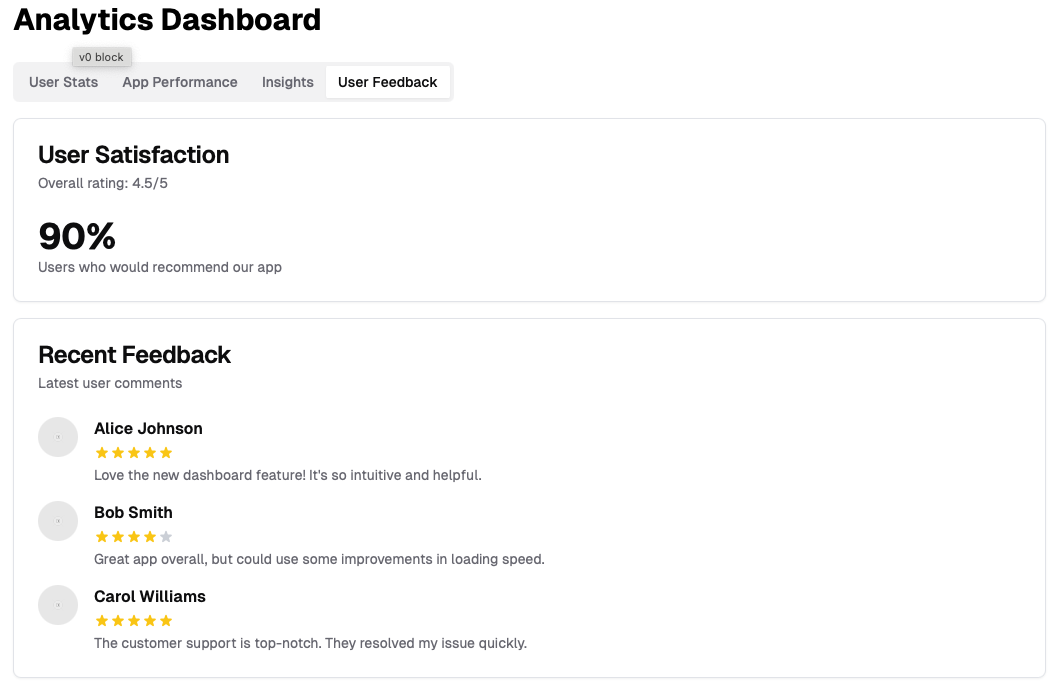 Analytics Dashboard
v0 block
User Stats App Performance Insights User Feedback
User Satisfaction
Overall rating: 4.5/5
90%
Users who would recommend our app
Recent Feedback
Latest user comments
Alice Johnson
Love the new dashboard feature! It's so intuitive and helpful.
Bob Smith
Great app overall, but could use some improvements in loading speed.
Carol Williams
The customer support is top-notch. They resolved my issue quickly.